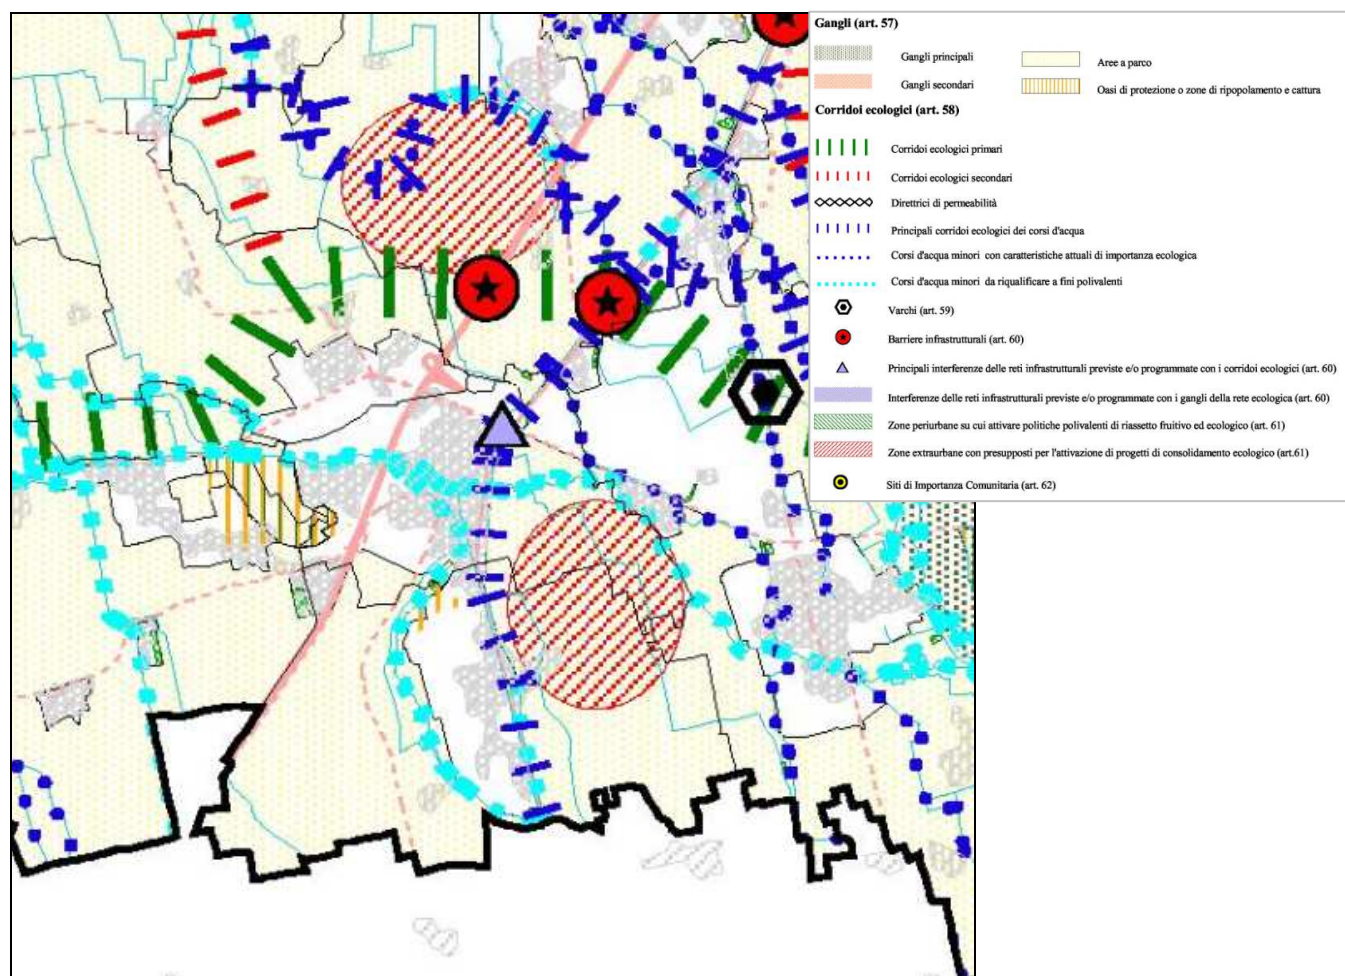 Gangli (art. 57)
Gangli principali
Gangli secondari
Aree a parco
Oasi di protezione o zone di ripopolamento e cattura
Corridoi ecologici (art. 58)
Corridoi ecologici primari
Corridoi ecologici secondari
Direttrici di permeabilità
Principali corridoi ecologici dei corsi d'acqua
Corsi d'acqua minori con caratteristiche attuali di importanza ecologica
Corsi d'acqua minori da riqualificare a fini polivalenti
Varchi (art. 59)
Barriere infrastrutturali (art. 60)
Principali interferenze delle reti infrastrutturali previste e/o programmate con i corridoi ecologici (art. 60)
Interferenze delle reti infrastrutturali previste e/o programmate con i gangli della rete ecologica (art. 60)
Zone periurbane su cui attivare politiche polivalenti di riassetto fruitivo ed ecologico (art. 61)
Zone extraurbane con presupposti per l'attivazione di progetti di consolidamento ecologico (art.61)
Siti di Importanza Comunitaria (art. 62)